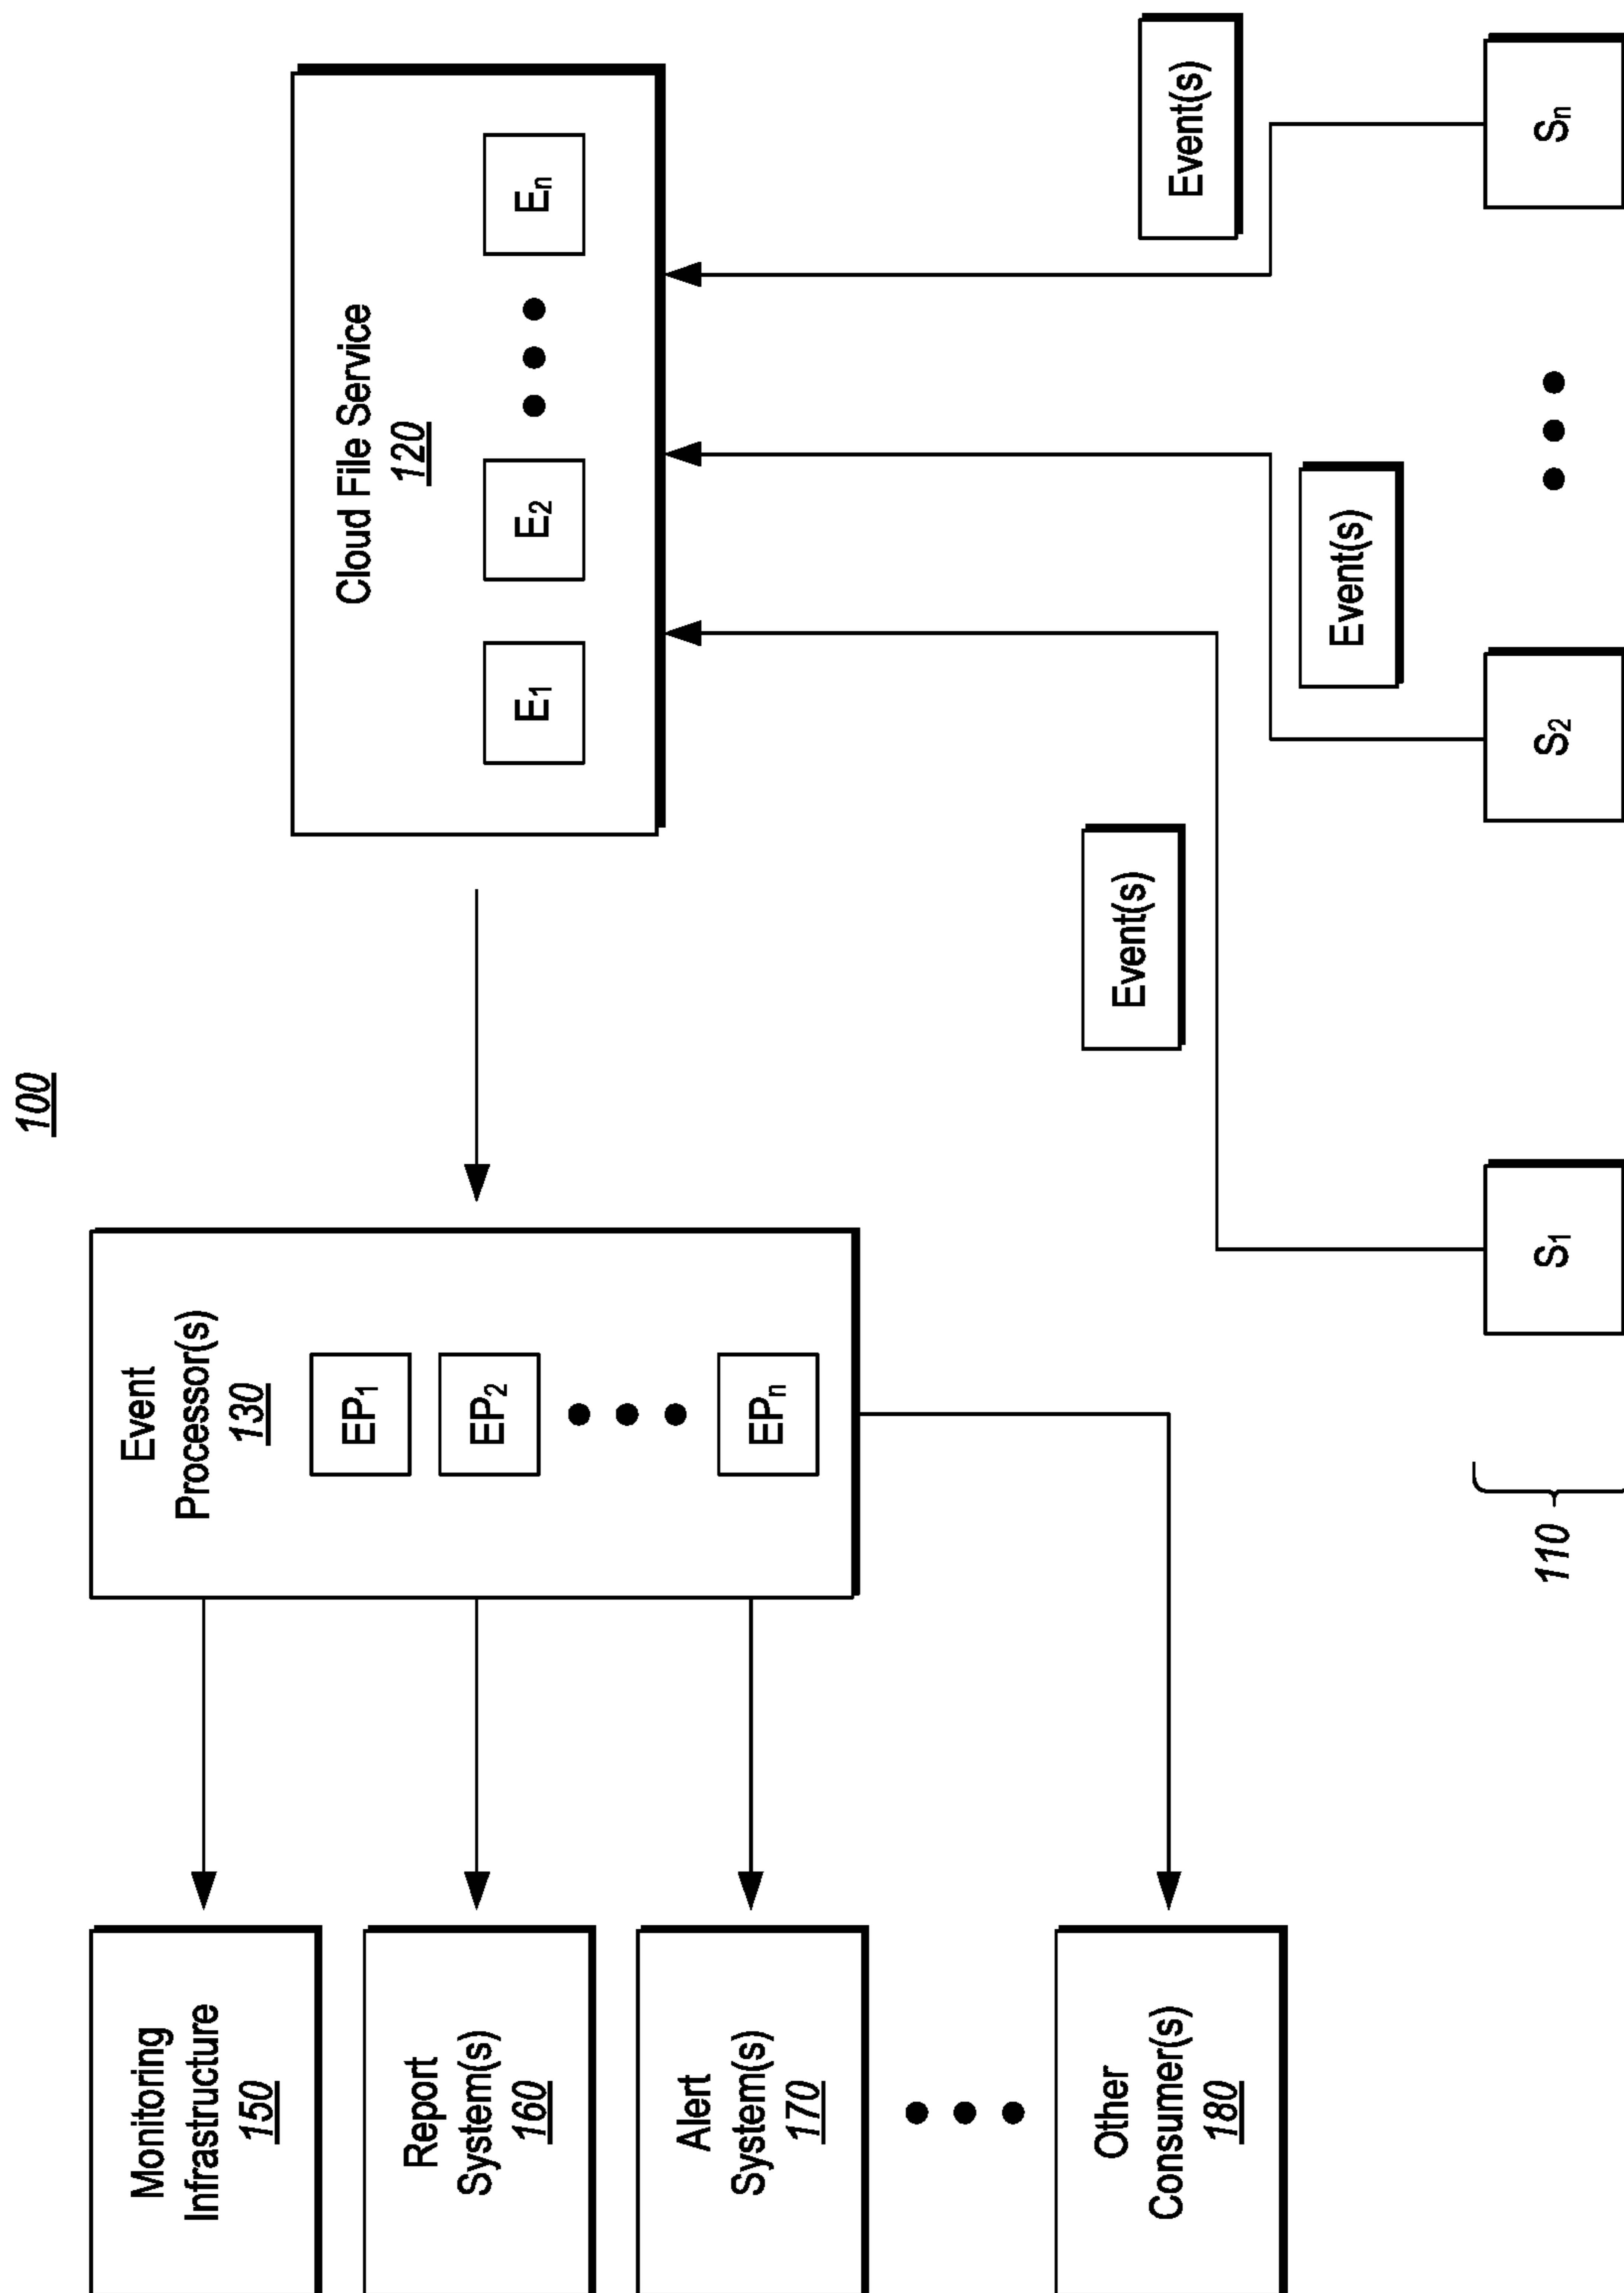 100
Monitoring
Infrastructure
150
Report
System(s)
160
Alert
System(s)
170
Other
Consumer(s)
180
Event
Processor(s)
130
EP1
EP2
EPn
Cloud File Service
120
E1
E2
En
Event(s)
Event(s)
Event(s)
110
S1
S2
Sn